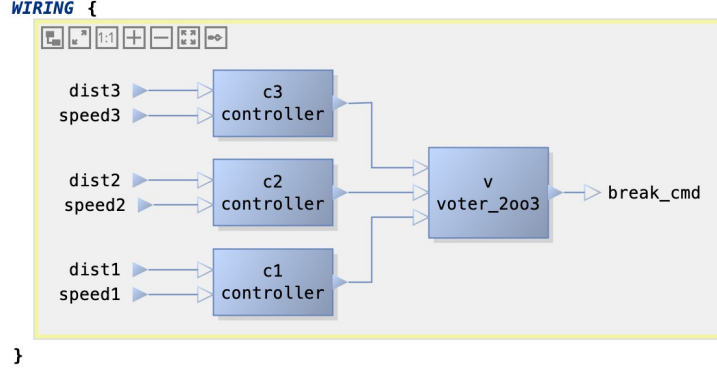 WIRING {
1:1
dist3
speed3
c3
controller
dist2
speed2
c2
controller
v
voter_2oo3
break_cmd
dist1
speed1
c1
controller
}